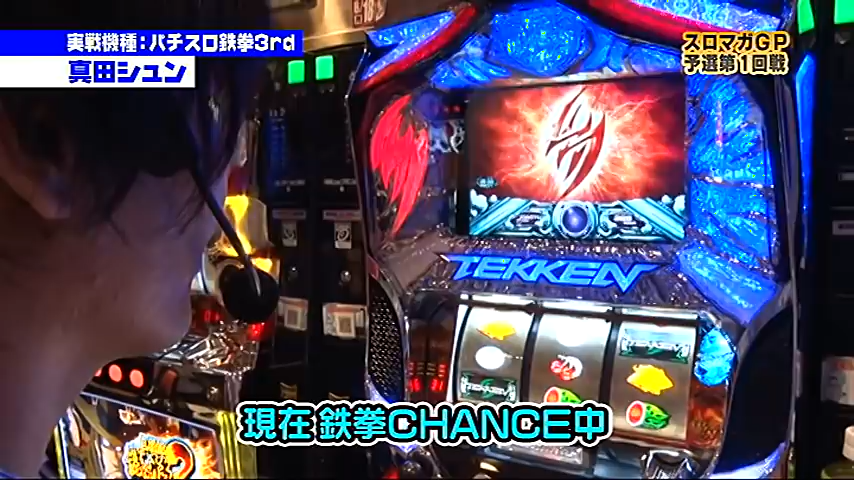 実戦機種：パチスロ鉄拳3rd
真田シュン
スロマガGP
予選第1回戦
TEKKEN
現在 鉄拳CHANCE中